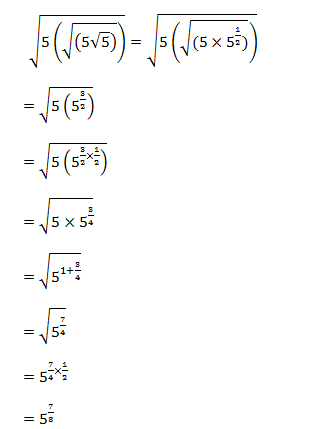 √(5(√((5√5)))) = √(5(√((5 × 5^(1/2)))))
= √(5(5^(3/2)))
= √(5(5^(3/2 × 1/2)))
= √(5 × 5^(3/4))
= √(5^(1+3/4))
= √(5^(7/4))
= 5^(7/4 × 1/2)
= 5^(7/8)